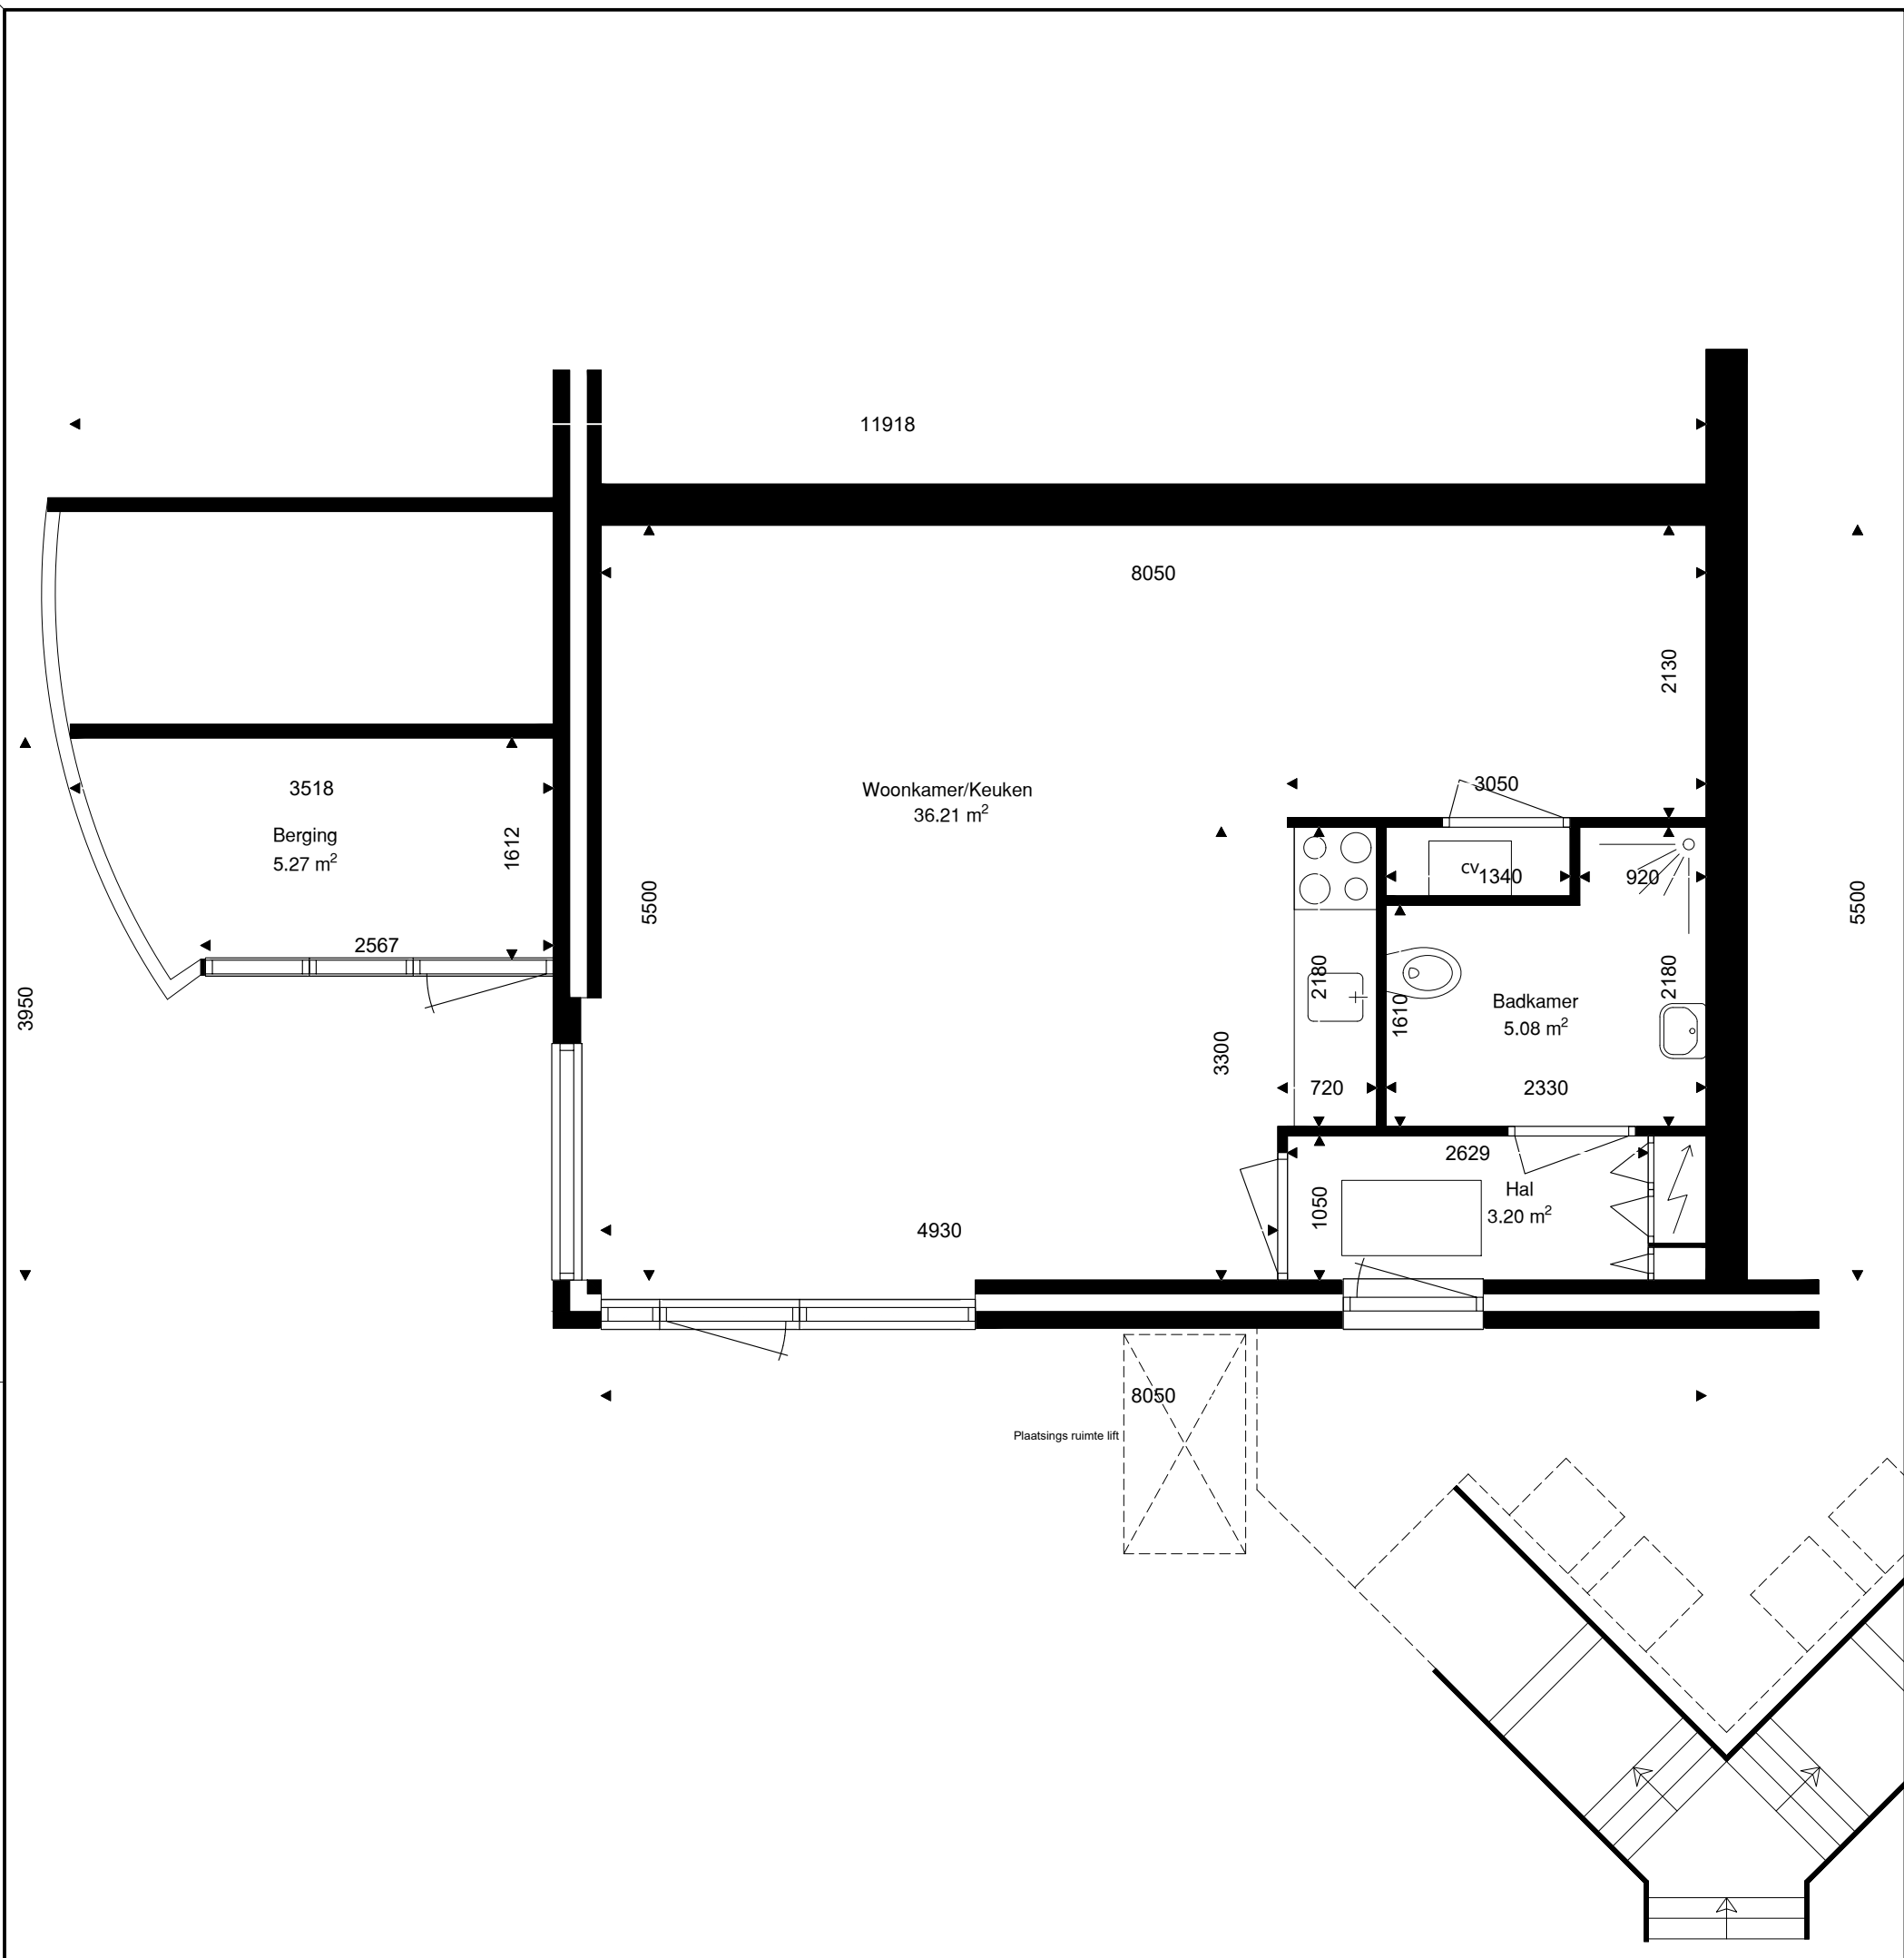 11918
8050
2130
3518
Woonkamer/Keuken
36.21 m²
3050
Berging
5.27 m²
1612
5500
cv
1340
920
5500
2567
3950
2180
1610
2180
Badkamer
5.08 m²
3300
720
2330
2629
Hal
3.20 m²
1050
4930
8050
Plaatsings ruimte lift